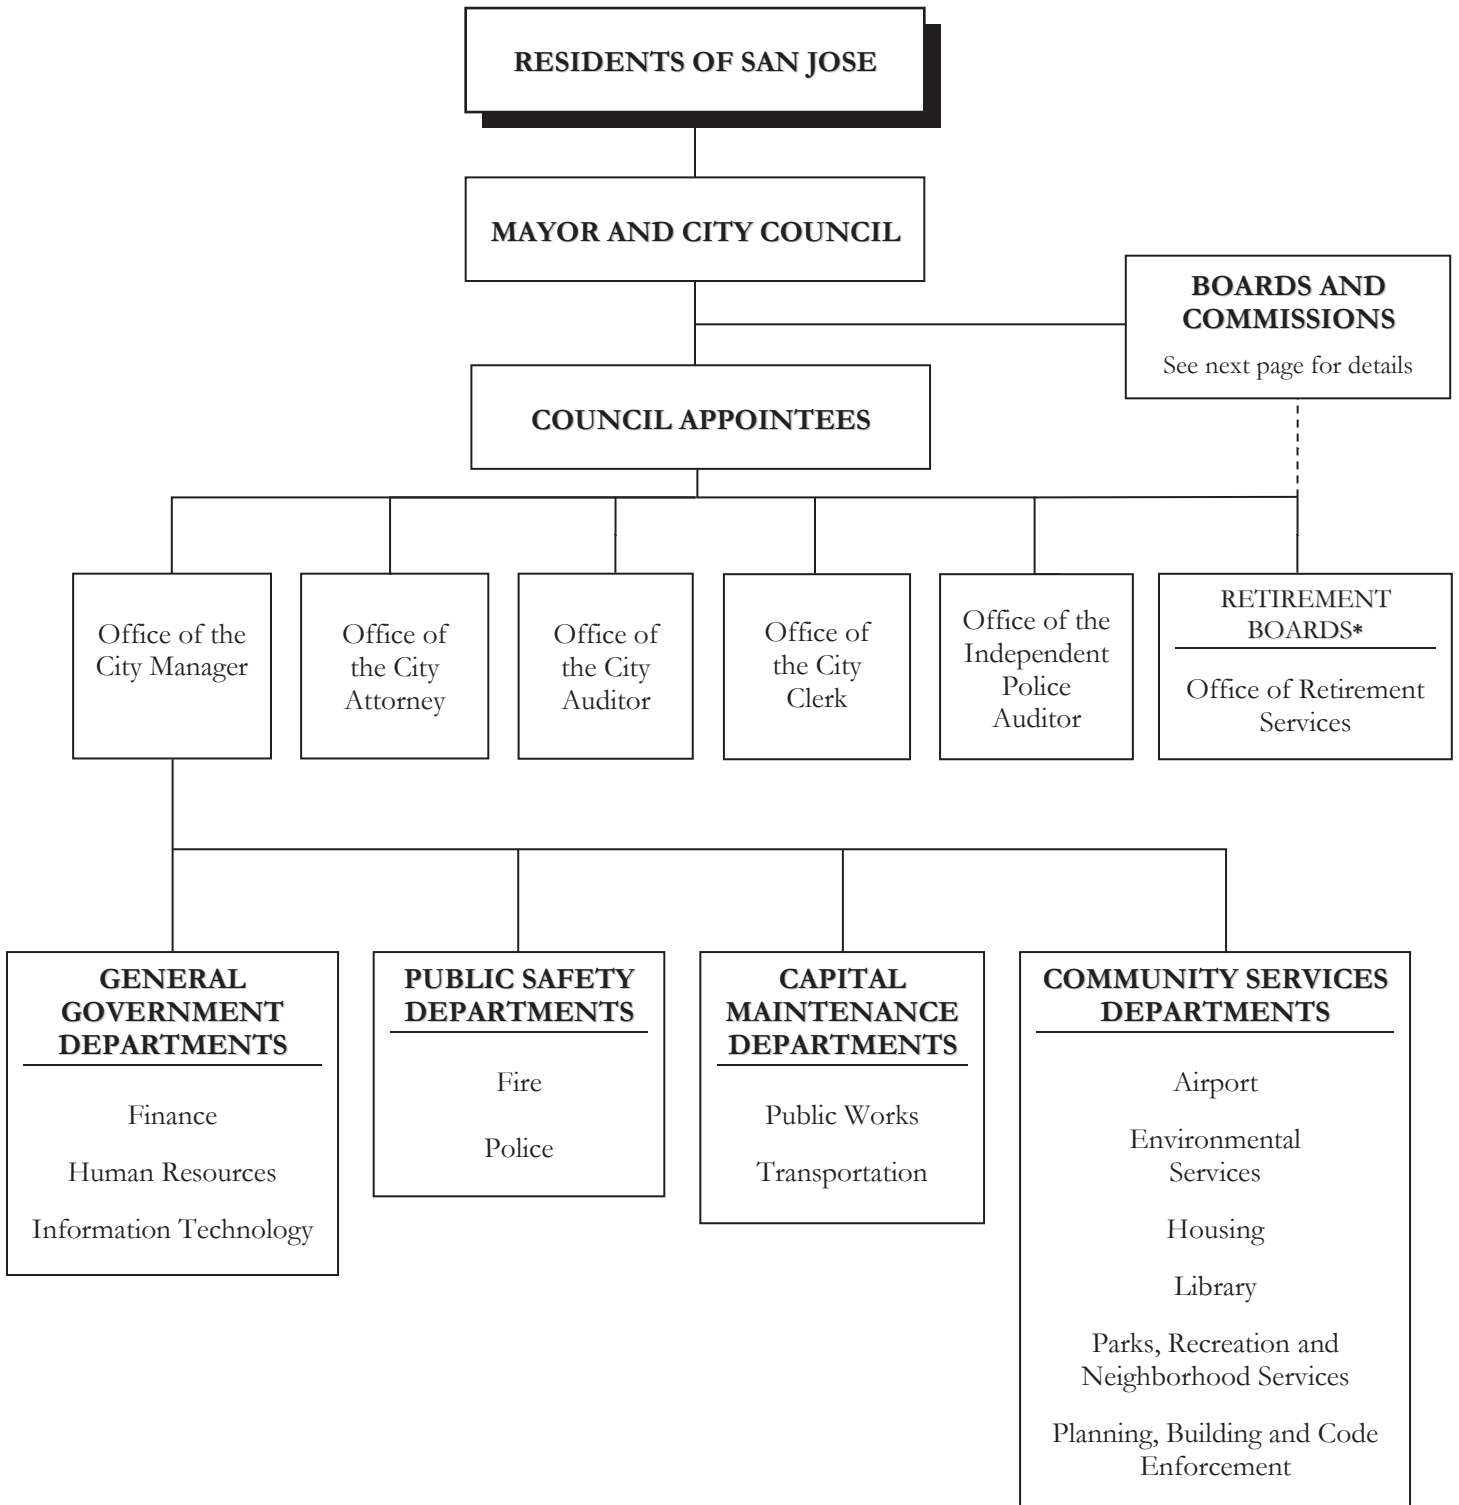 RESIDENTS OF SAN JOSE
MAYOR AND CITY COUNCIL
BOARDS AND
COMMISSIONS
See next page for details
COUNCIL APPOINTEES
Office of the
City Manager
Office of
the City
Attorney
Office of
the City
Auditor
Office of
the City
Clerk
Office of the
Independent
Police
Auditor
RETIREMENT
BOARDS*
Office of Retirement
Services
GENERAL
GOVERNMENT
DEPARTMENTS
Finance
Human Resources
Information Technology
PUBLIC SAFETY
DEPARTMENTS
Fire
Police
CAPITAL
MAINTENANCE
DEPARTMENTS
Public Works
Transportation
COMMUNITY SERVICES
DEPARTMENTS
Airport
Environmental
Services
Housing
Library
Parks, Recreation and
Neighborhood Services
Planning, Building and Code
Enforcement